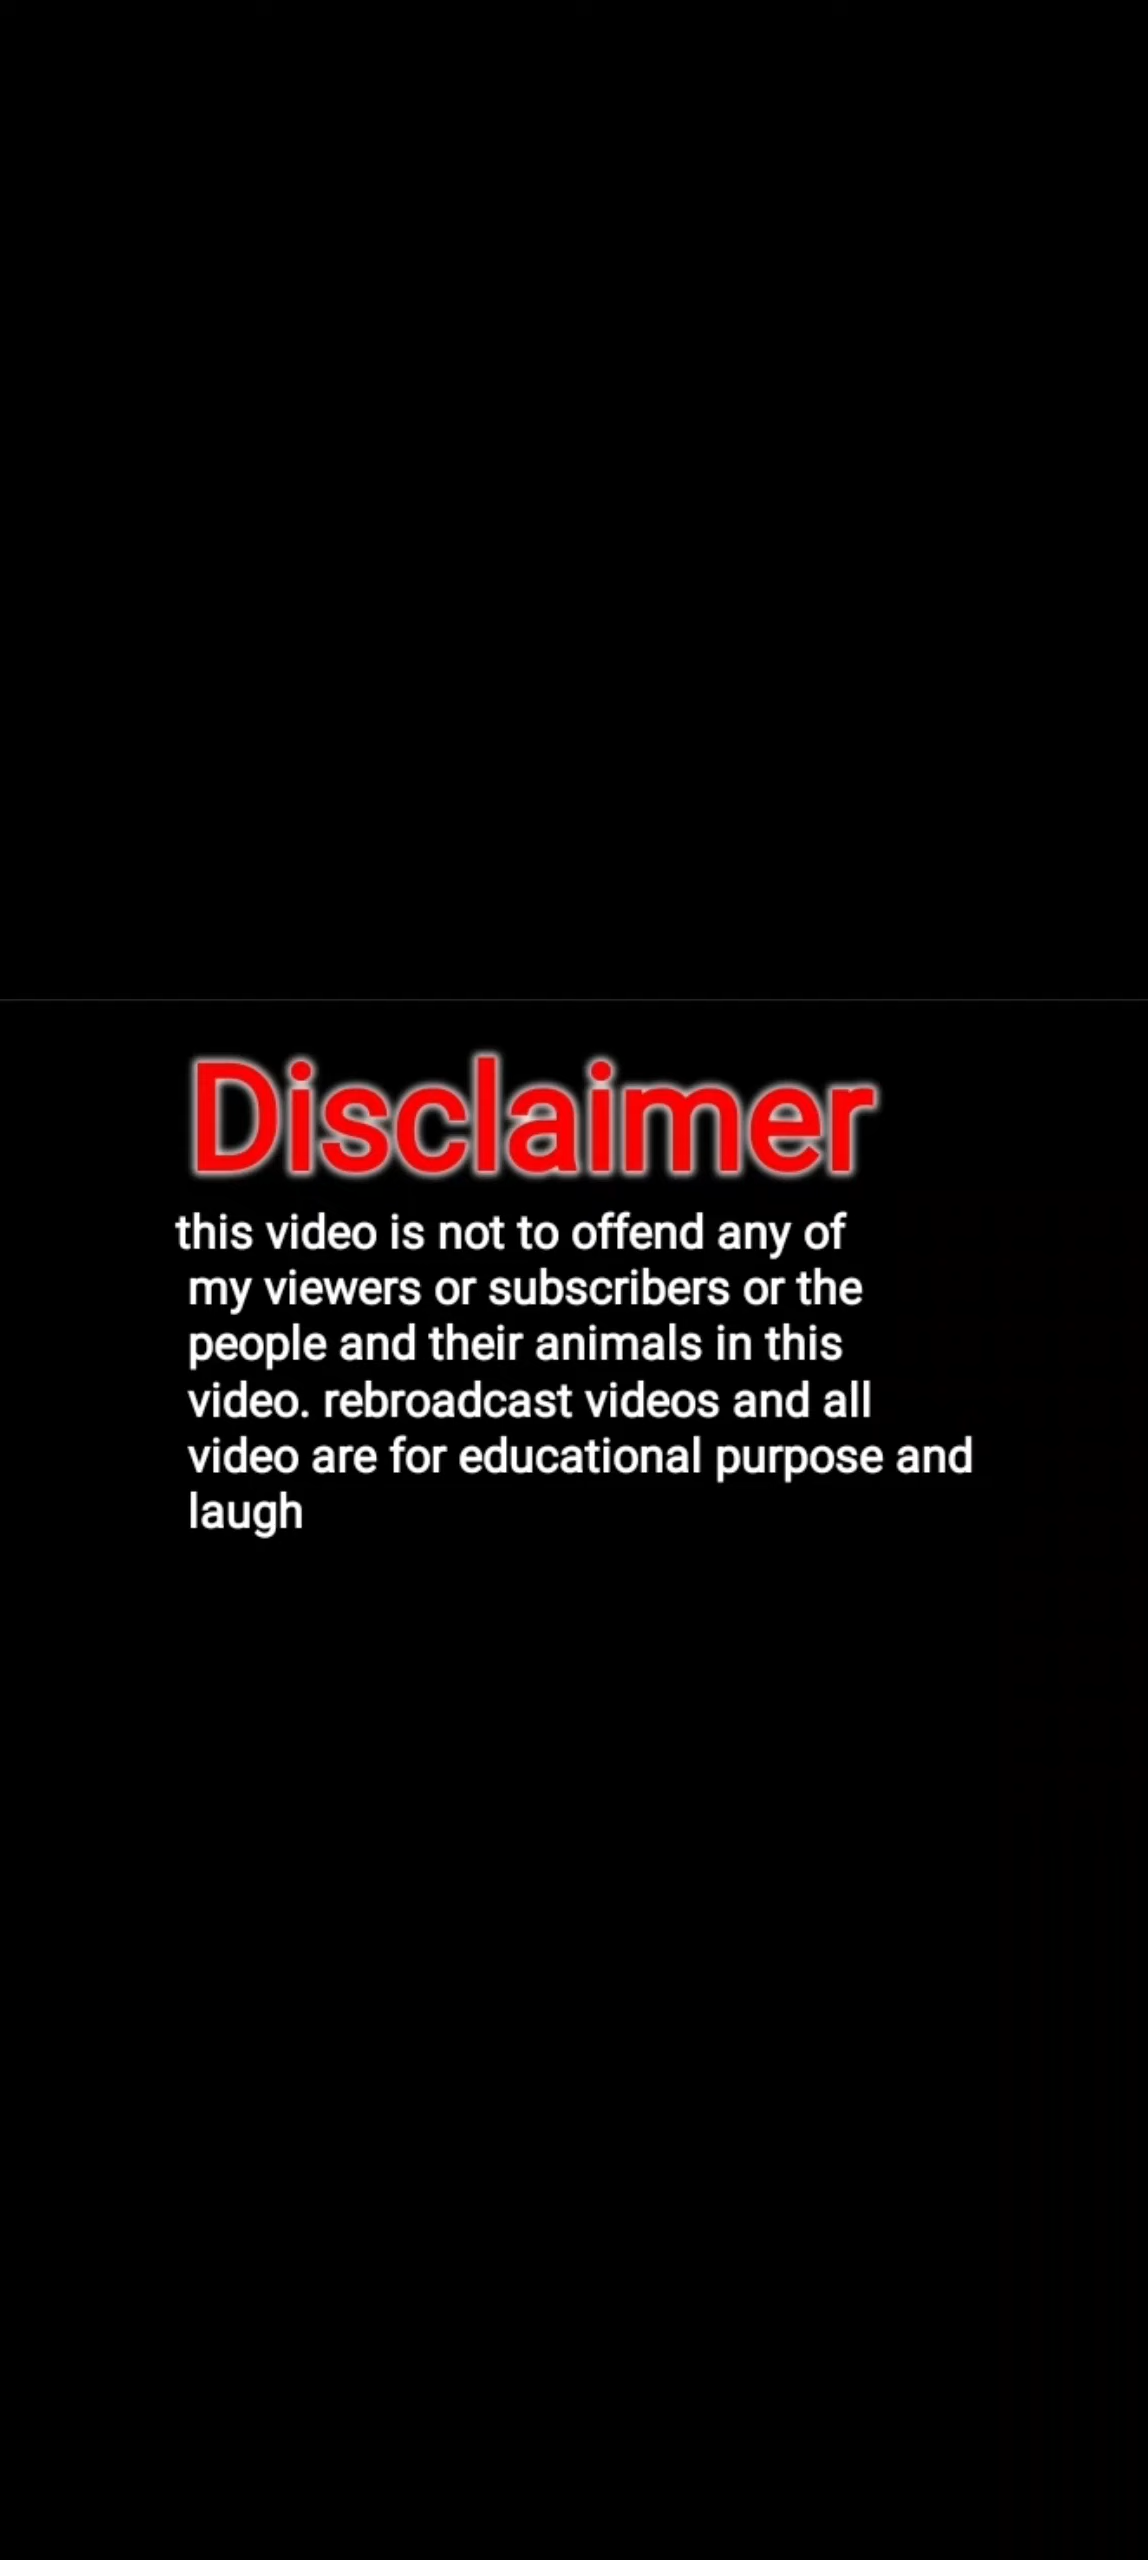 Disclaimer
this video is not to offend any of
my viewers or subscribers or the
people and their animals in this
video. rebroadcast videos and all
video are for educational purpose and
laugh